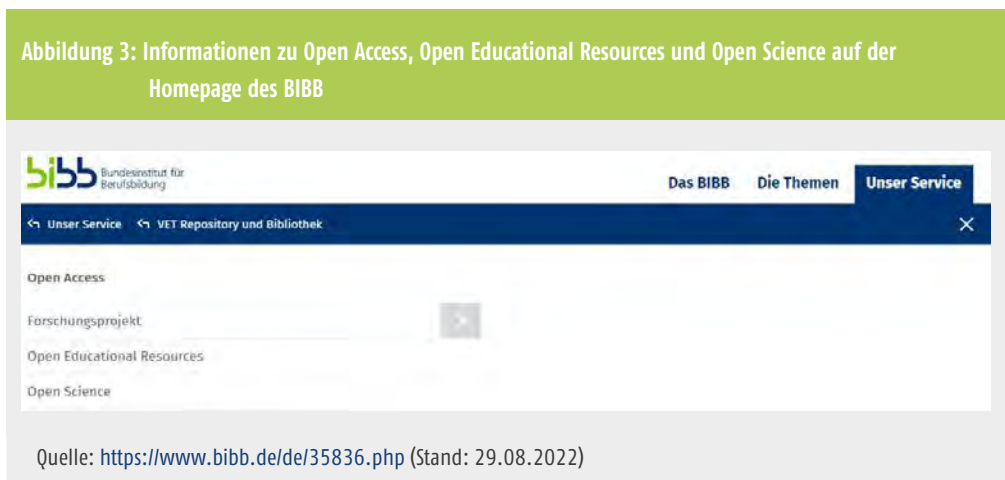 Abbildung 3: Informationen zu Open Access, Open Educational Resources und Open Science auf der
Homepage des BIBB
bibb Bundesinstitut für
Berufsbildung
Das BIBB Die Themen Unser Service
Unser Service VET Repository und Bibliothek
Open Access
Forschungsprojekt
Open Educational Resources
Open Science
Quelle: https://www.bibb.de/de/35836.php (Stand: 29.08.2022)